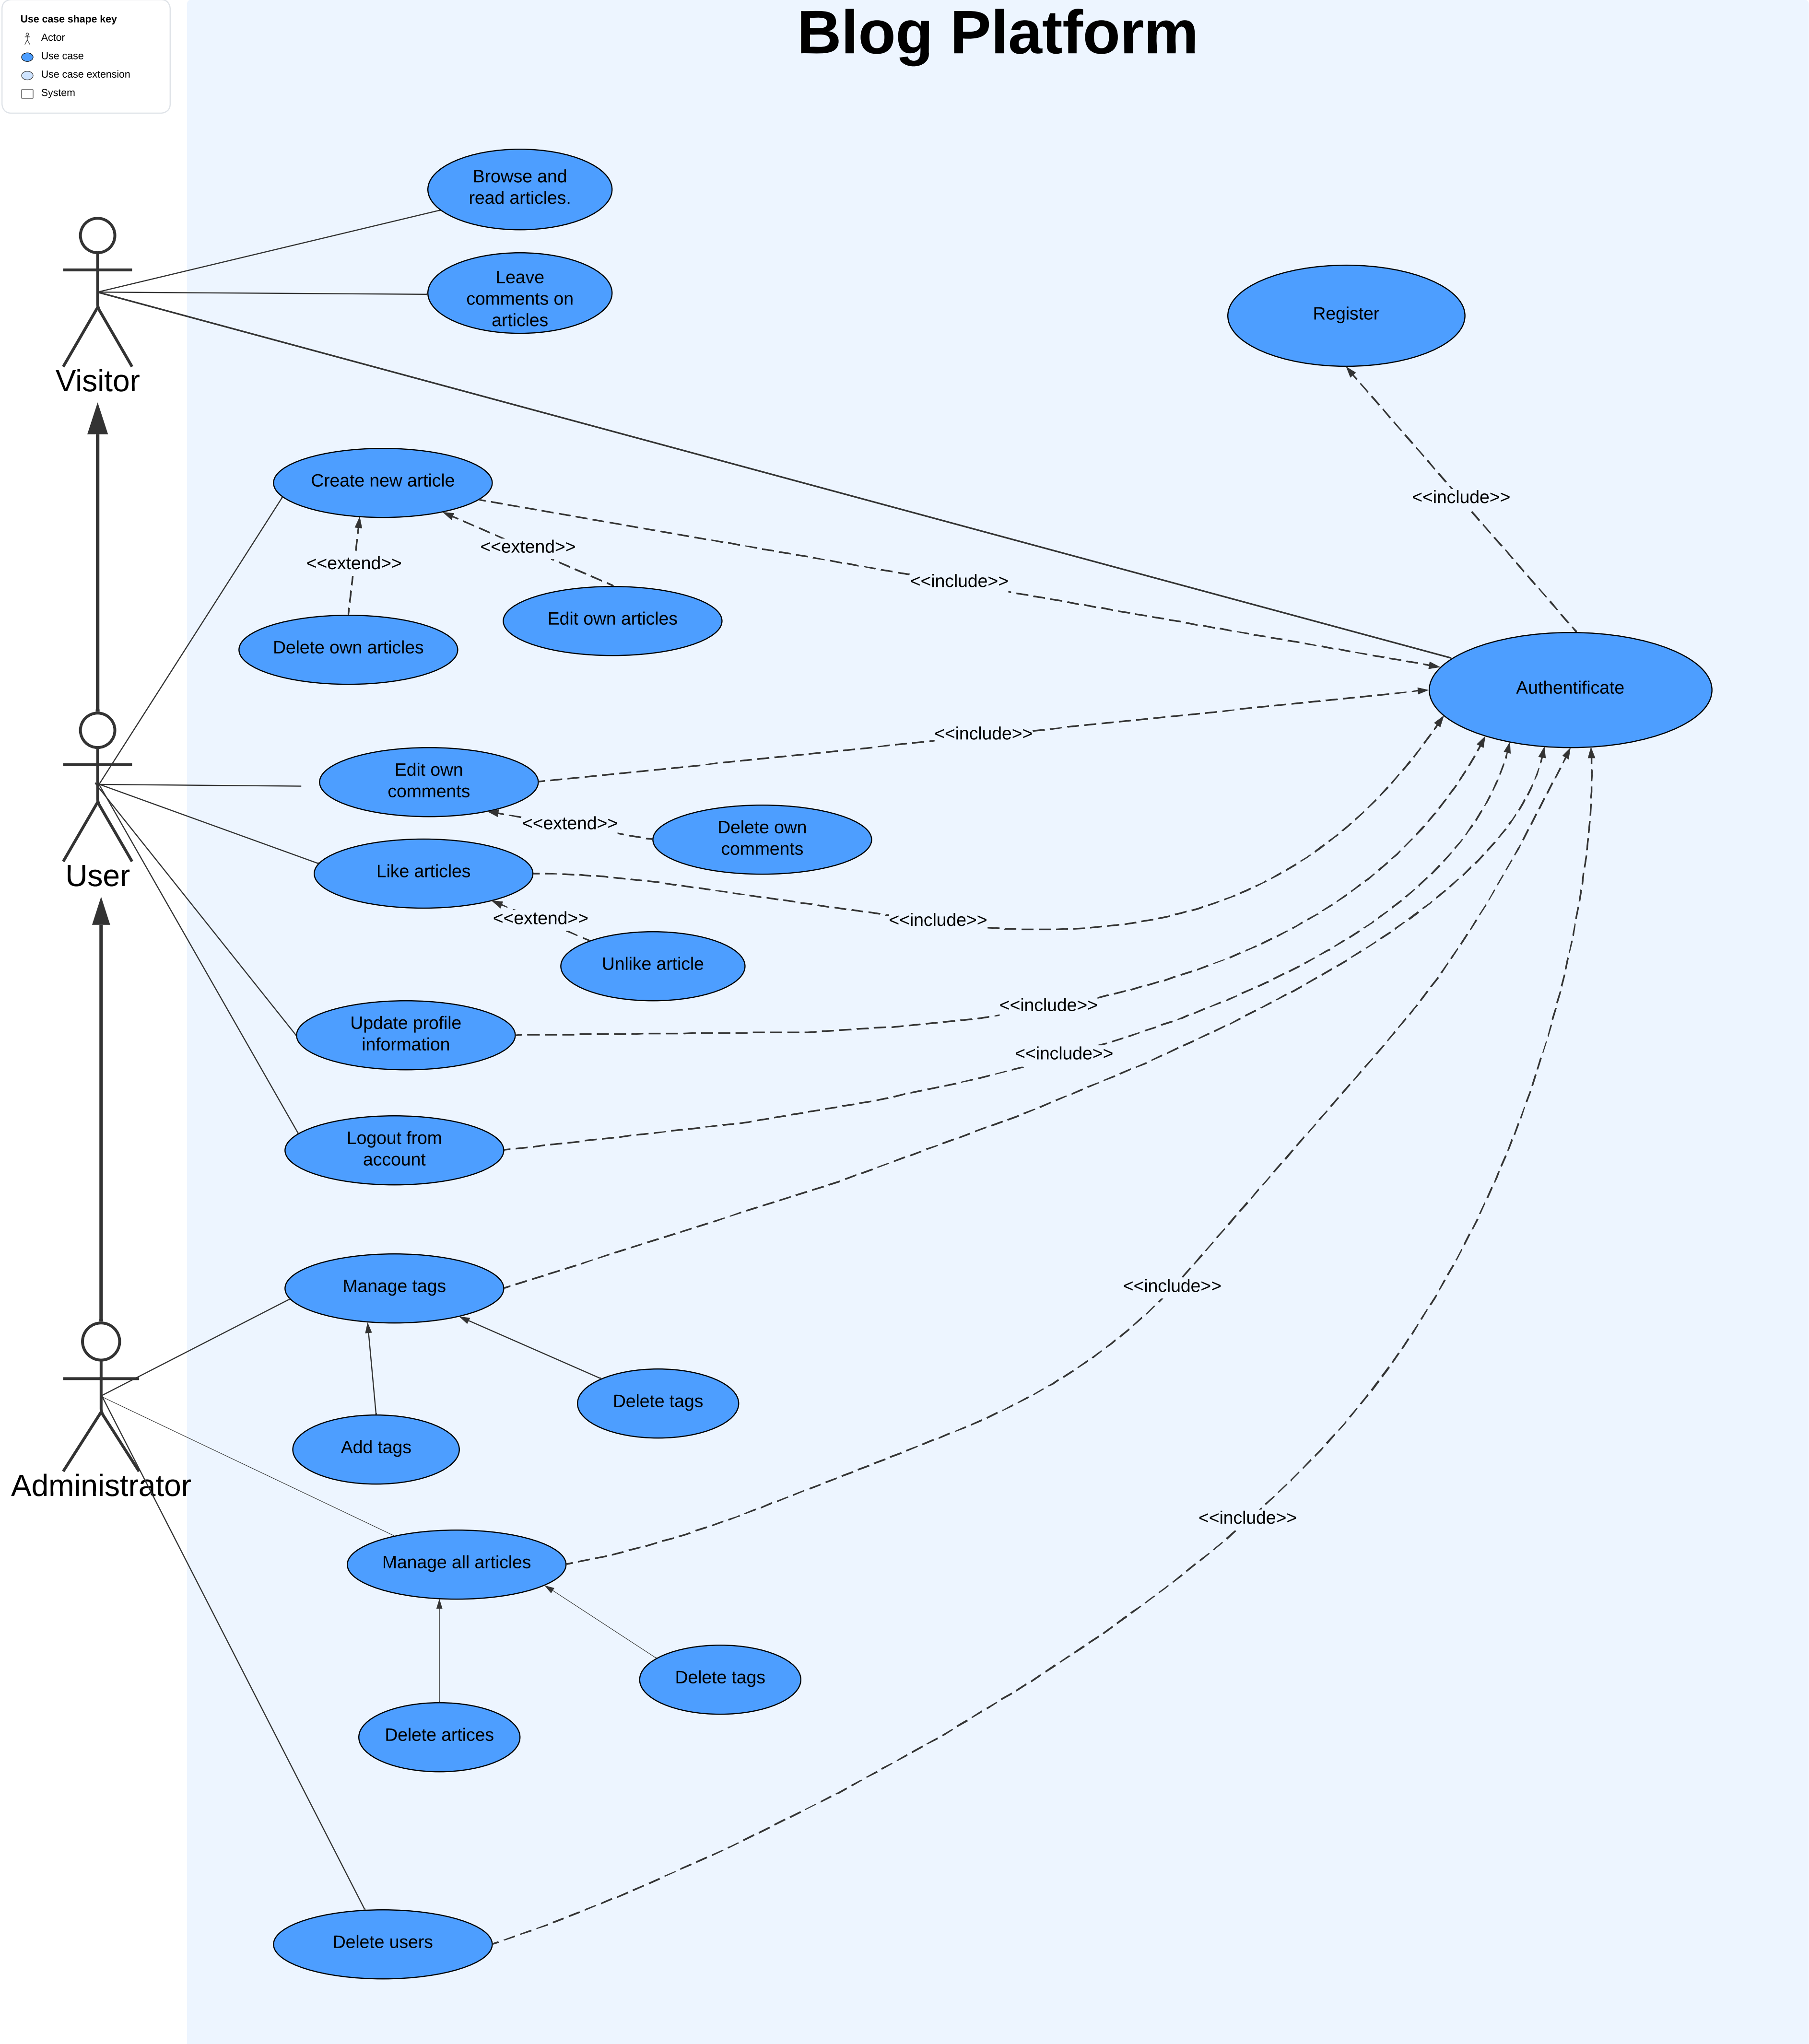 Blog Platform
Use case shape key
Actor
Use case
Use case extension
System
Browse and
read articles.
Leave
comments on
articles
Register
Visitor
Create new article
<<include>>
<<extend>>
<<extend>>
<<include>>
Edit own articles
Delete own articles
Authentificate
<<include>>
Edit own
comments
<<extend>>
Delete own
comments
User
Like articles
<<extend>>
<<include>>
Unlike article
<<include>>
Update profile
information
<<include>>
Logout from
account
Manage tags
<<include>>
Delete tags
Add tags
Administrator
<<include>>
Manage all articles
Delete tags
Delete artices
Delete users